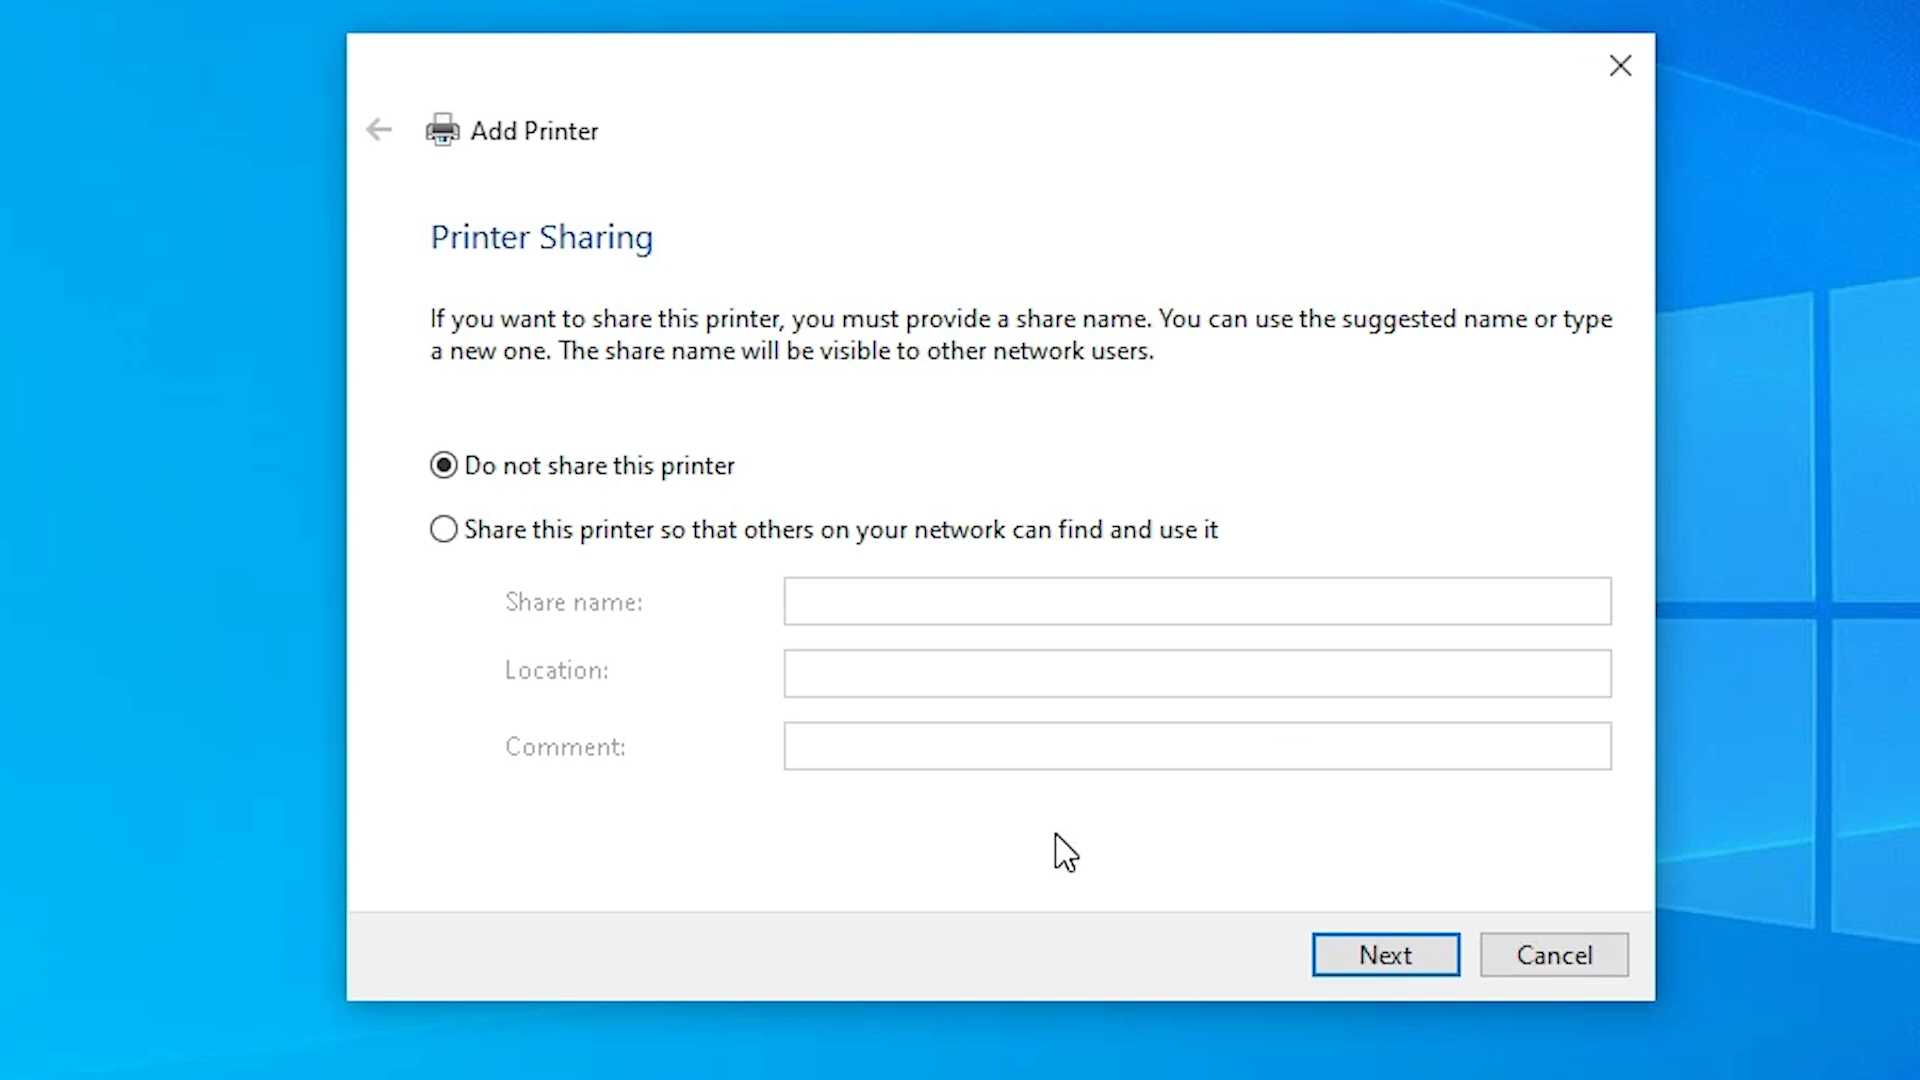 Add Printer
Printer Sharing
If you want to share this printer, you must provide a share name. You can use the suggested name or type
a new one. The share name will be visible to other network users.
Do not share this printer
Share this printer so that others on your network can find and use it
Share name:
Location:
Comment:
Next
Cancel